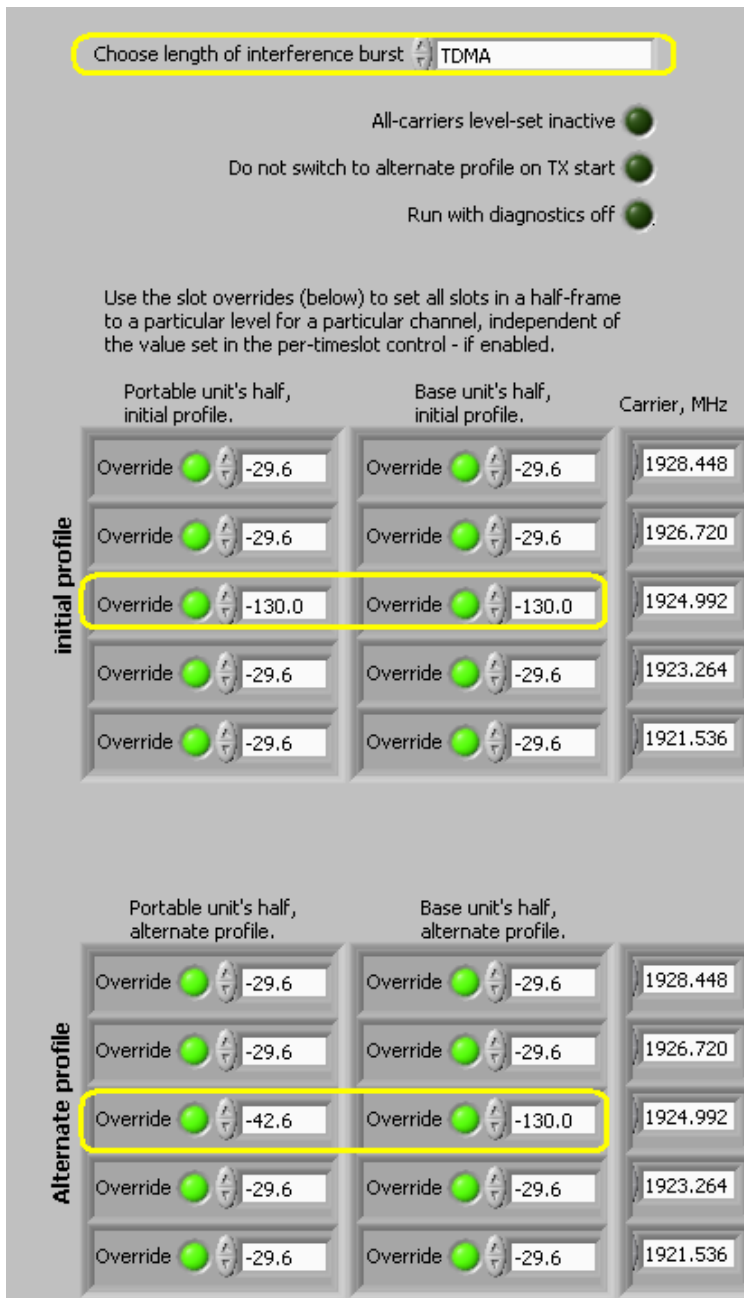 Choose length of interference burst TDMA
All-carriers level-set inactive
Do not switch to alternate profile on TX start
Run with diagnostics off
Use the slot overrides (below) to set all slots in a half-frame
to a particular level for a particular channel, independent of
the value set in the per-timeslot control - if enabled.
Portable unit's half,
initial profile.
Base unit's half,
initial profile.
Carrier, MHz
initial profile
Override -29.6 Override -29.6 1928.448
Override -29.6 Override -29.6 1926.720
Override -130.0 Override -130.0 1924.992
Override -29.6 Override -29.6 1923.264
Override -29.6 Override -29.6 1921.536
Portable unit's half,
alternate profile.
Base unit's half,
alternate profile.
Alternate profile
Override -29.6 Override -29.6 1928.448
Override -29.6 Override -29.6 1926.720
Override -42.6 Override -130.0 1924.992
Override -29.6 Override -29.6 1923.264
Override -29.6 Override -29.6 1921.536